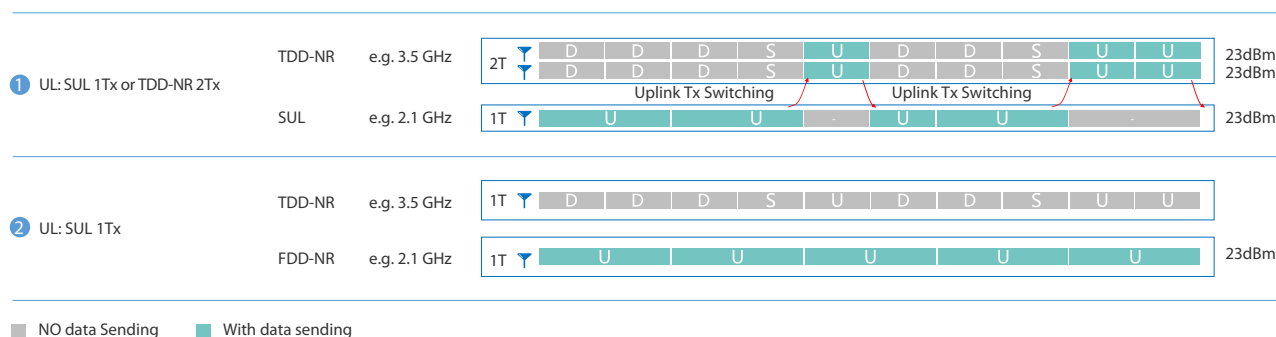 TDD-NR e.g. 3.5 GHz 2T D D D S U D D S U U 23dBm
D D D S U D D S U U 23dBm
1 UL: SUL 1Tx or TDD-NR 2Tx
Uplink Tx Switching Uplink Tx Switching
SUL e.g. 2.1 GHz 1T U U - U U - 23dBm
TDD-NR e.g. 3.5 GHz 1T D D D S U D D S U U
2 UL: SUL 1Tx
FDD-NR e.g. 2.1 GHz 1T U U U U U 23dBm
NO data Sending With data sending